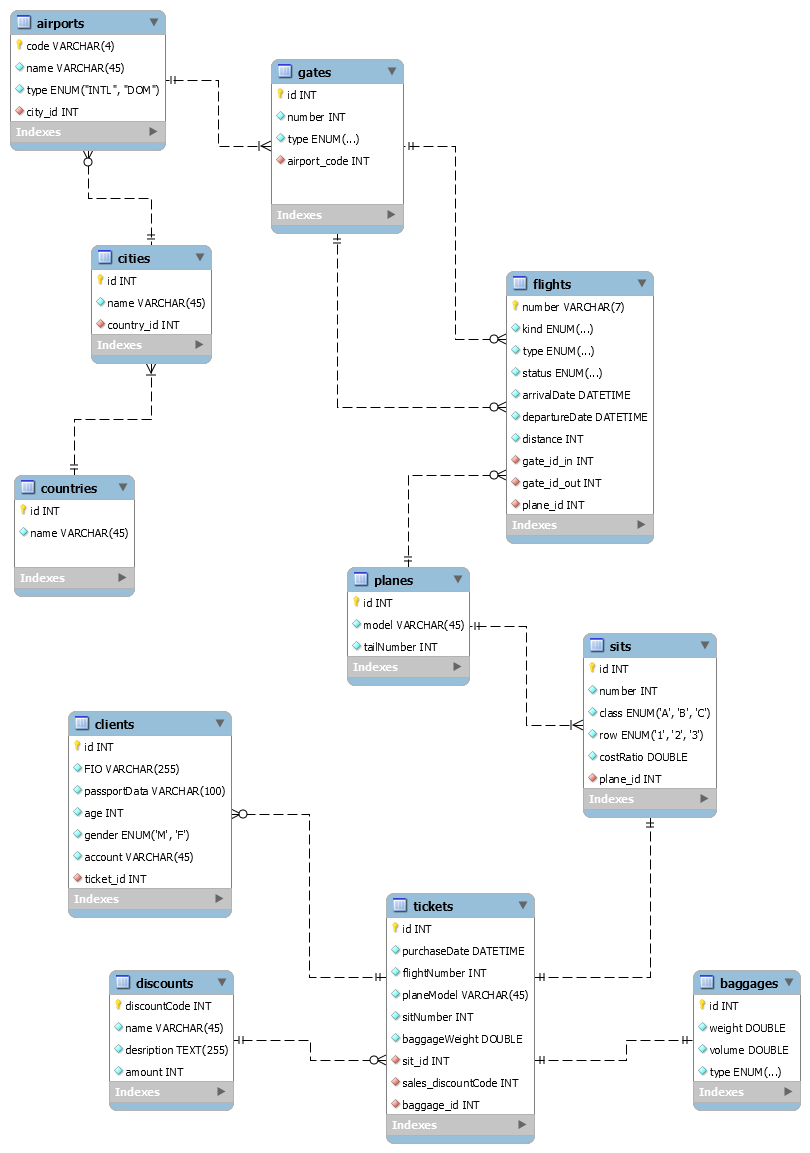 airports
code VARCHAR(4)
name VARCHAR(45)
type ENUM("INTL", "DOM")
city_id INT
Indexes
gates
id INT
number INT
type ENUM(...)
airport_code INT
Indexes
cities
id INT
name VARCHAR(45)
country_id INT
Indexes
flights
number VARCHAR(7)
kind ENUM(...)
type ENUM(...)
status ENUM(...)
arrivalDate DATETIME
departureDate DATETIME
distance INT
gate_id_in INT
gate_id_out INT
plane_id INT
Indexes
countries
id INT
name VARCHAR(45)
Indexes
planes
id INT
model VARCHAR(45)
tailNumber INT
Indexes
sits
id INT
number INT
class ENUM('A', 'B', 'C')
row ENUM('1', '2', '3')
costRatio DOUBLE
plane_id INT
Indexes
clients
id INT
FIO VARCHAR(255)
passportData VARCHAR(100)
age INT
gender ENUM('M', 'F')
account VARCHAR(45)
ticket_id INT
Indexes
tickets
id INT
purchaseDate DATETIME
flightNumber INT
planeModel VARCHAR(45)
sitNumber INT
baggageWeight DOUBLE
sit_id INT
sales_discountCode INT
baggage_id INT
Indexes
discounts
discountCode INT
name VARCHAR(45)
desription TEXT(255)
amount INT
Indexes
baggages
id INT
weight DOUBLE
volume DOUBLE
type ENUM(...)
Indexes